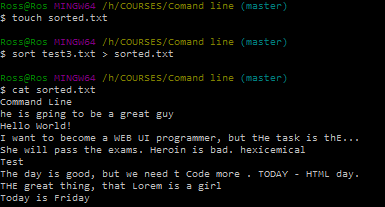 Ross@Ros MINGW64 /h/COURSES/Comand line (master)
$ touch sorted.txt
Ross@Ros MINGW64 /h/COURSES/Comand line (master)
$ sort test3.txt > sorted.txt
Ross@Ros MINGW64 /h/COURSES/Comand line (master)
$ cat sorted.txt
Command Line
he is gping to be a great guy
Hello World!
I want to become a WEB UI programmer, but tHe task is thE...
She will pass the exams. Heroin is bad. hexicemical
Test
The day is good, but we need t Code more . TODAY - HTML day.
THE great thing, that Lorem is a girl
Today is Friday